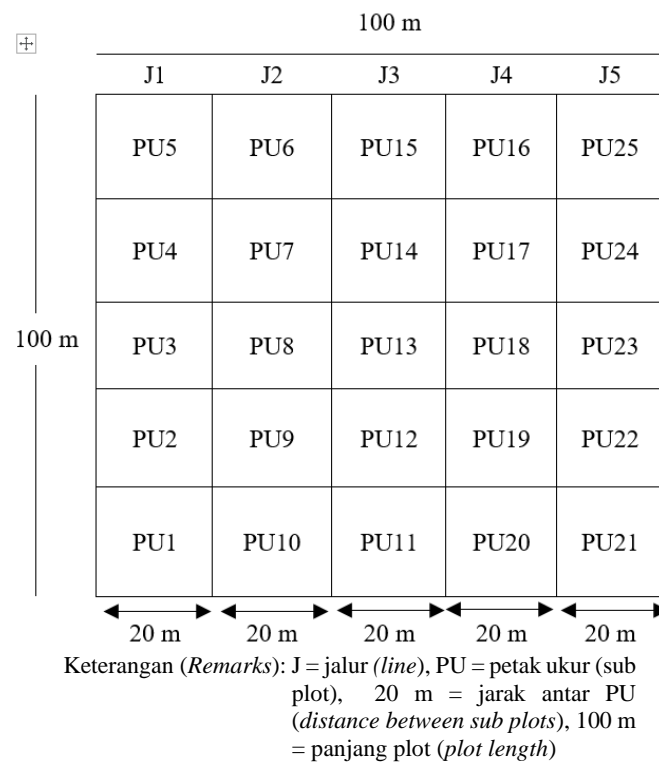 100 m
J1 J2 J3 J4 J5
PU5 PU6 PU15 PU16 PU25
PU4 PU7 PU14 PU17 PU24
100 m PU3 PU8 PU13 PU18 PU23
PU2 PU9 PU12 PU19 PU22
PU1 PU10 PU11 PU20 PU21
20 m 20 m 20 m 20 m 20 m
Keterangan (Remarks): J = jalur (line), PU = petak ukur (sub
plot), 20 m = jarak antar PU
(distance between sub plots), 100 m
= panjang plot (plot length)